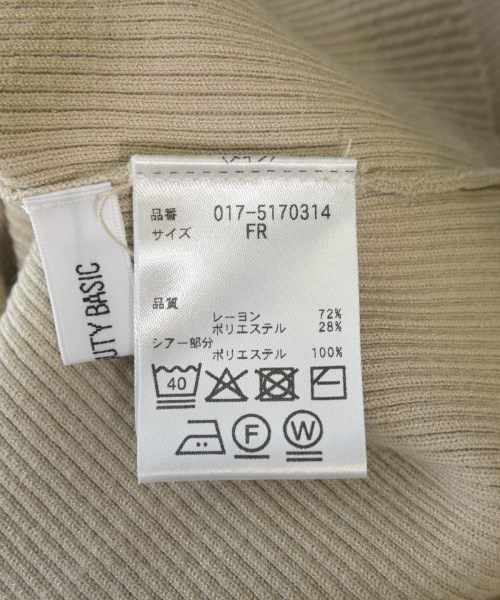 品番 017-5170314
サイズ FR
品質
レーヨン 72%
ポリエステル 28%
シアー部分
ポリエステル 100%
40
F W
UTY BASIC